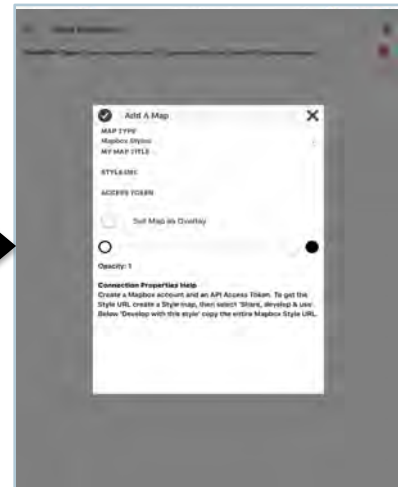 Add A Map
MAP TYPE
Mapbox Styles
MY MAP TITLE
STYLE URL
ACCESS TOKEN
Set Map as Overlay
Opacity: 1
Connection Properties Help
Create a Mapbox account and an API Access Token. To get the
Style URL create a Style map, then select 'Share, develop & use'.
Below 'Develop with this style' copy the entire Mapbox Style URL.